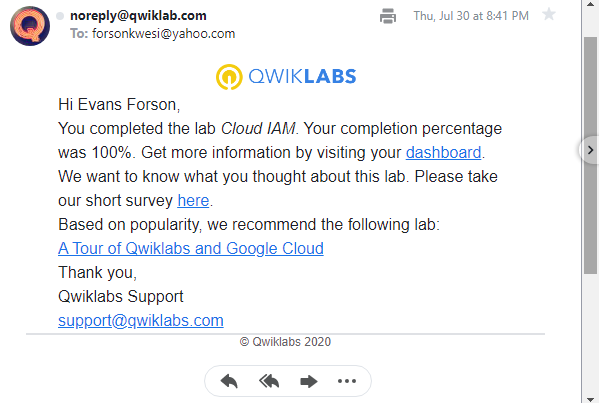 noreply@qwiklab.com
Thu, Jul 30 at 8:41 PM
To: forsonkwesi@yahoo.com
QWIKLABS
Hi Evans Forson,
You completed the lab Cloud IAM. Your completion percentage
was 100%. Get more information by visiting your dashboard.
We want to know what you thought about this lab. Please take
our short survey here.
Based on popularity, we recommend the following lab:
A Tour of Qwiklabs and Google Cloud
Thank you,
Qwiklabs Support
support@qwiklabs.com
© Qwiklabs 2020